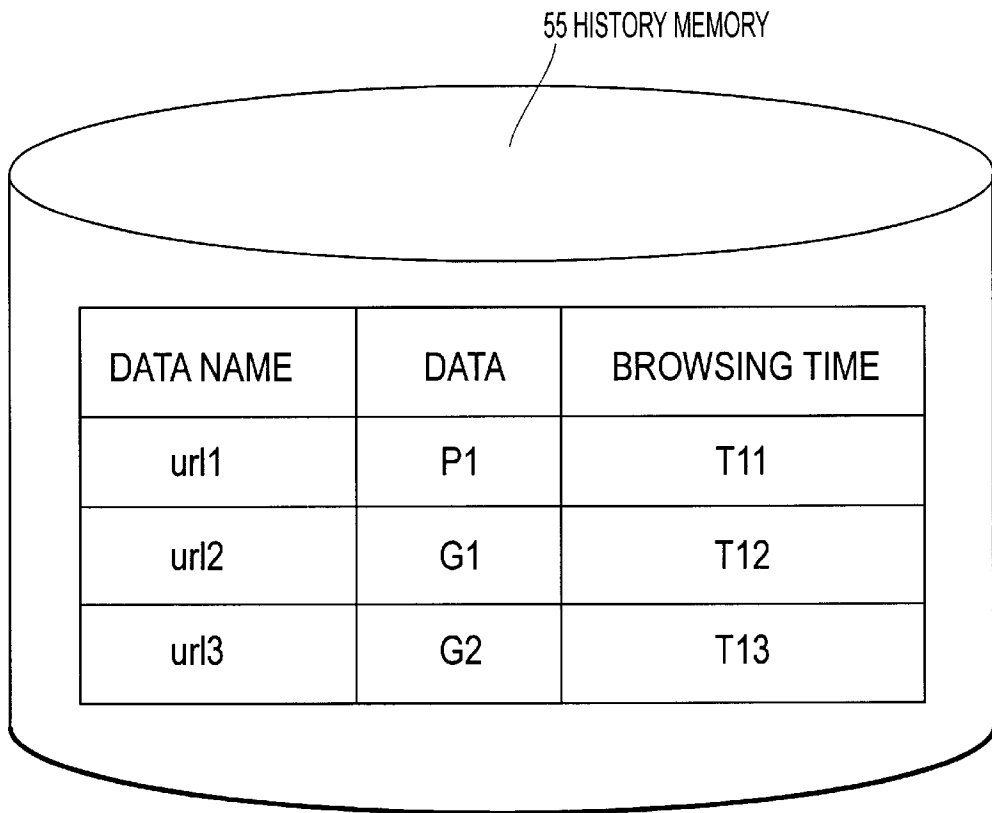 55 HISTORY MEMORY
DATA NAME DATA BROWSING TIME
url1 P1 T11
url2 G1 T12
url3 G2 T13